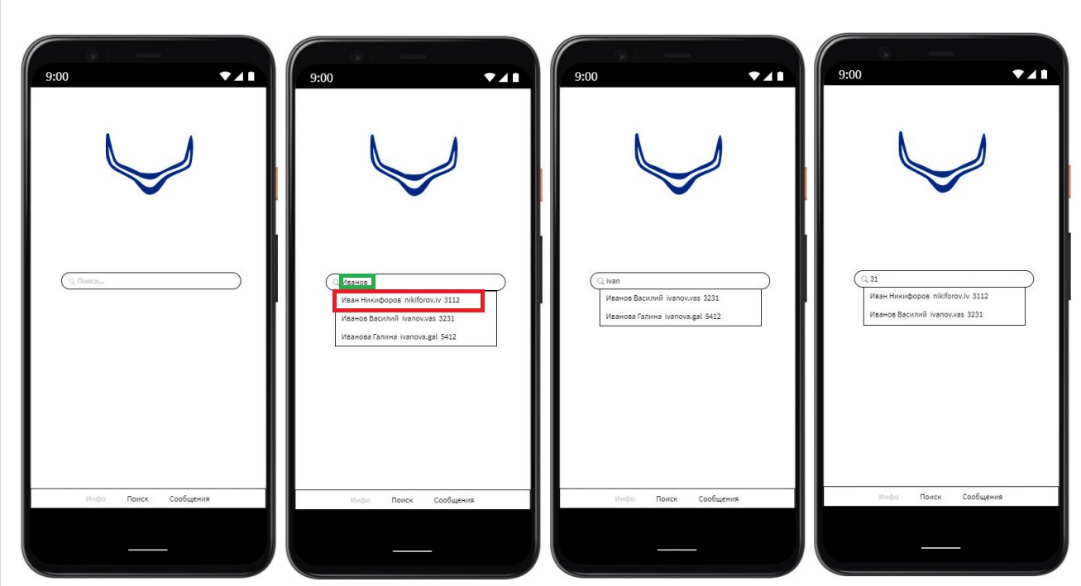 9:00
Поиск...
Инфо Поиск Сообщения
9:00
Иванов
Иван Никифоров nikiforov.iv 3112
Иванов Василий ivanov.vas 3231
Иванова Галина ivanova.gal 5412
Инфо Поиск Сообщения
9:00
ivan
Иванов Василий ivanov.vas 3231
Иванова Галина ivanova.gal 5412
Инфо Поиск Сообщения
9:00
31
Иван Никифоров nikiforov.iv 3112
Иванов Василий ivanov.vas 3231
Инфо Поиск Сообщения